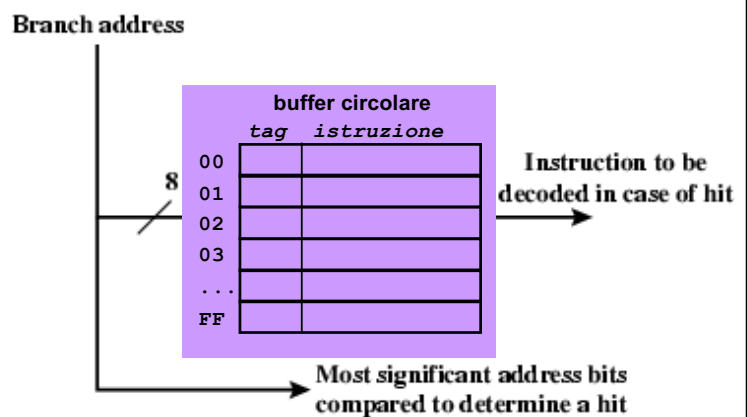 Branch address
buffer circolare
tag istruzione
00
8
01
02
03
...
FF
Instruction to be
decoded in case of hit
Most significant address bits
compared to determine a hit